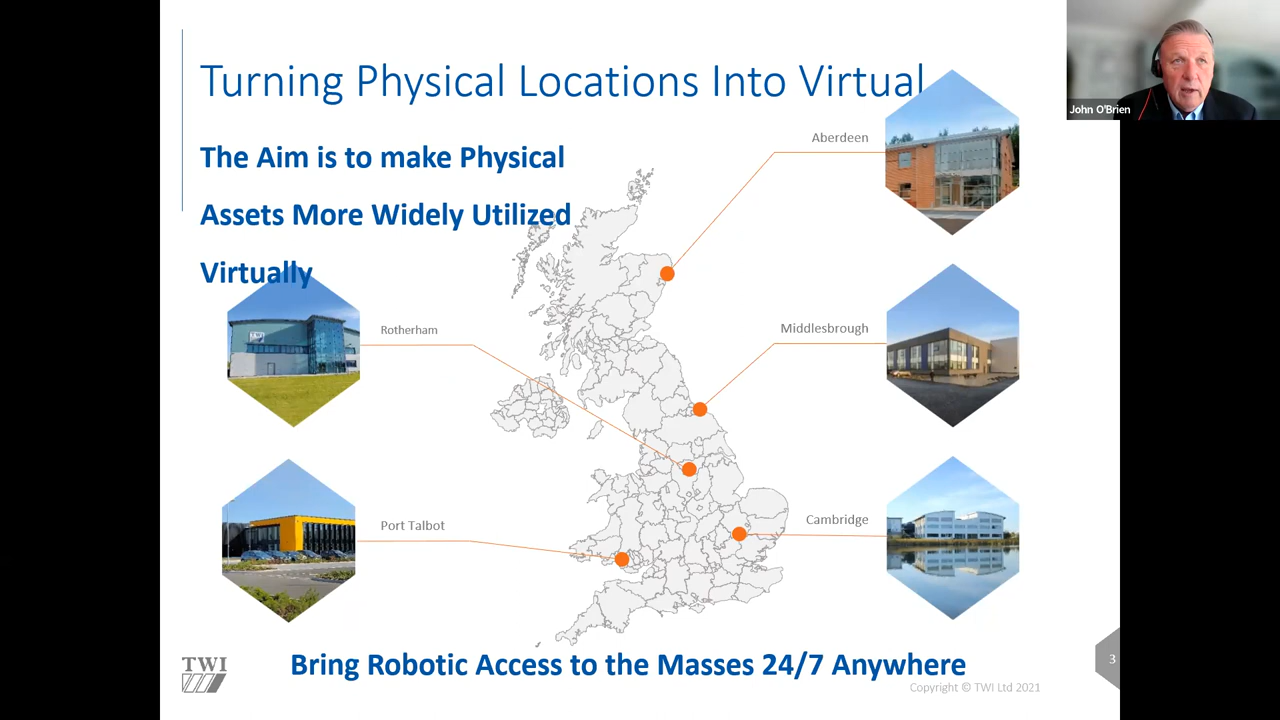 Turning Physical Locations Into Virtual
John O'Brien
The Aim is to make Physical
Assets More Widely Utilized
Virtually
Aberdeen
Rotherham
Middlesbrough
Port Talbot
Cambridge
TWI
Bring Robotic Access to the Masses 24/7 Anywhere
Copyright © TWI Ltd 2021
3